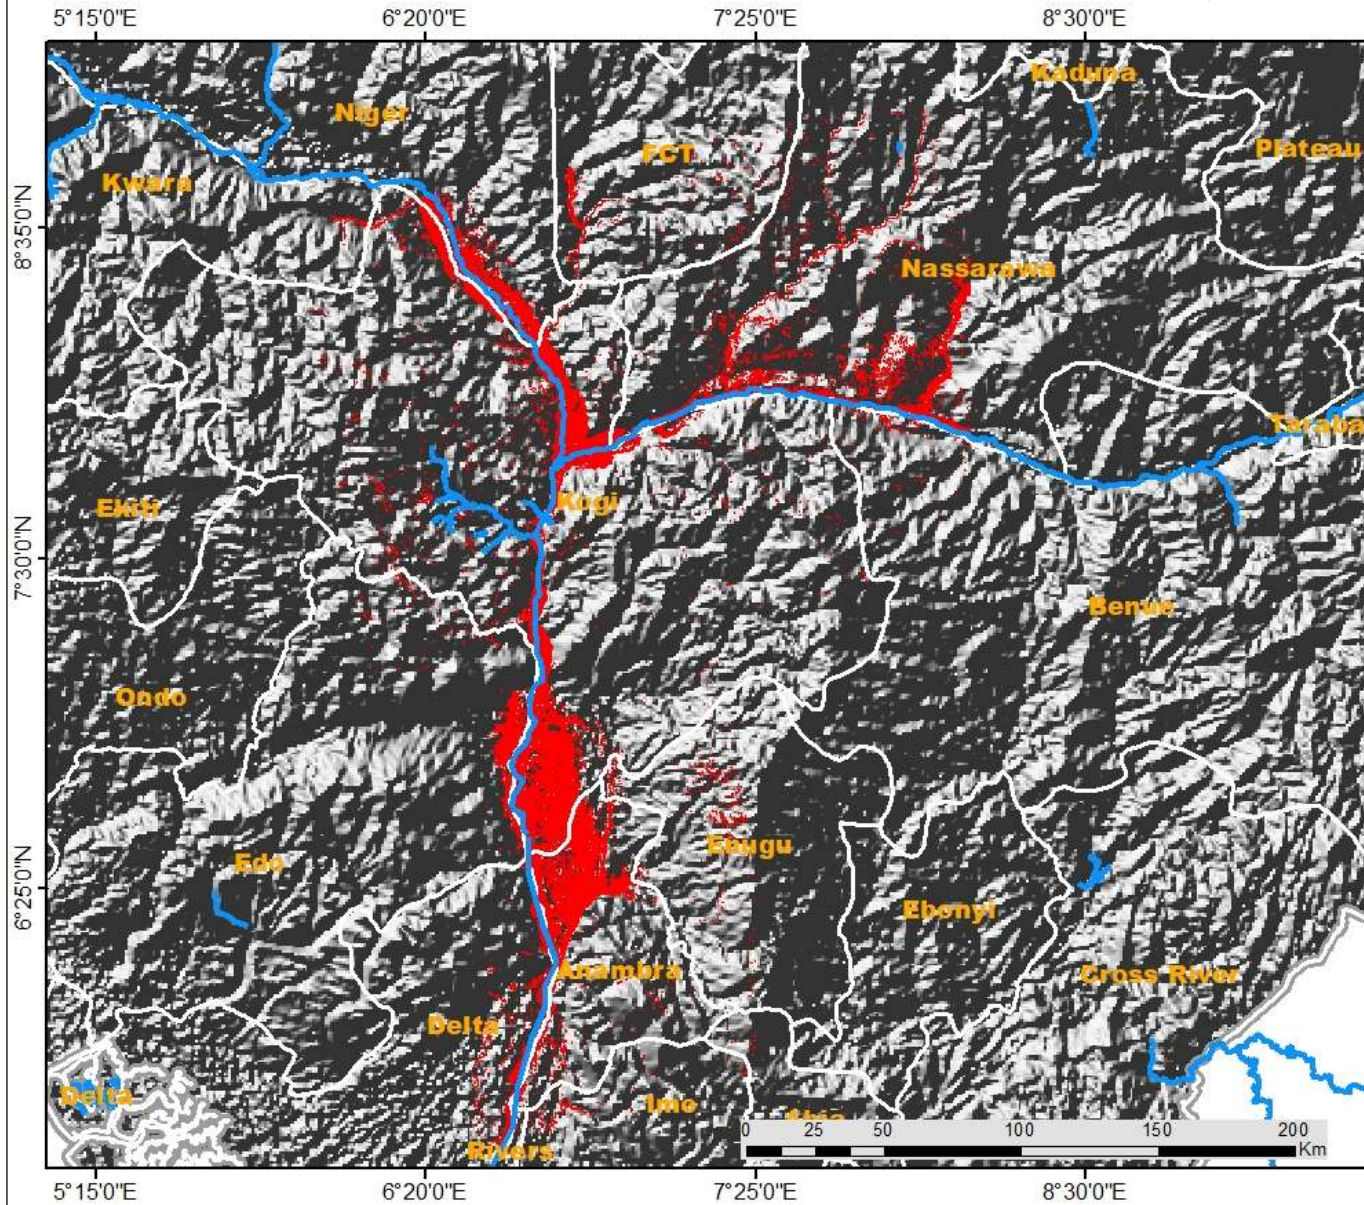 5°15'0"E 6°20'0"E 7°25'0"E 8°30'0"E
Kaduna
Niger
FCT
Plateau
Kwara
8°35'0"N
Nassarawa
Taraba
Kogi
Ekiti
7°30'0"N
Benue
Ondo
Enugu
Edo
6°25'0"N
Ebonyi
Anambra
Cross River
Delta
Delta
Imo
Abia
0 25 50 100 150 200
Km
Rivers
5°15'0"E 6°20'0"E 7°25'0"E 8°30'0"E